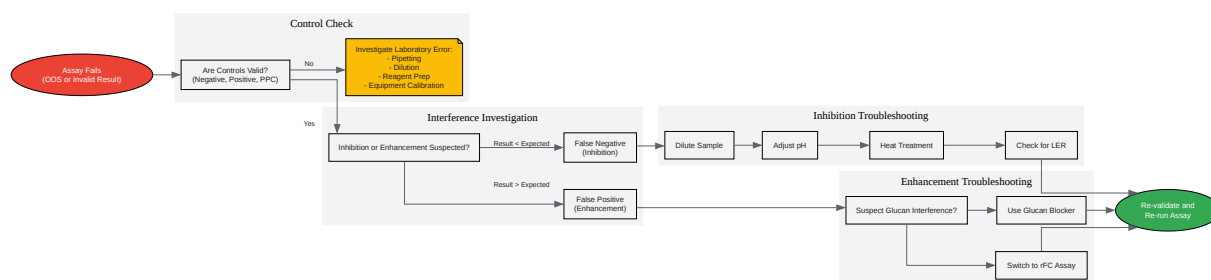 Control Check
Assay Fails
(OOS or Invalid Result)
Are Controls Valid?
(Negative, Positive, PPC)
No
Investigate Laboratory Error:
- Pipetting
- Dilution
- Reagent Prep
- Equipment Calibration
Yes
Interference Investigation
Inhibition or Enhancement Suspected?
Result < Expected
False Negative
(Inhibition)
Result > Expected
False Positive
(Enhancement)
Inhibition Troubleshooting
Dilute Sample
Adjust pH
Heat Treatment
Check for LER
Enhancement Troubleshooting
Suspect Glucan Interference?
Use Glucan Blocker
Switch to rFC Assay
Re-validate and
Re-run Assay